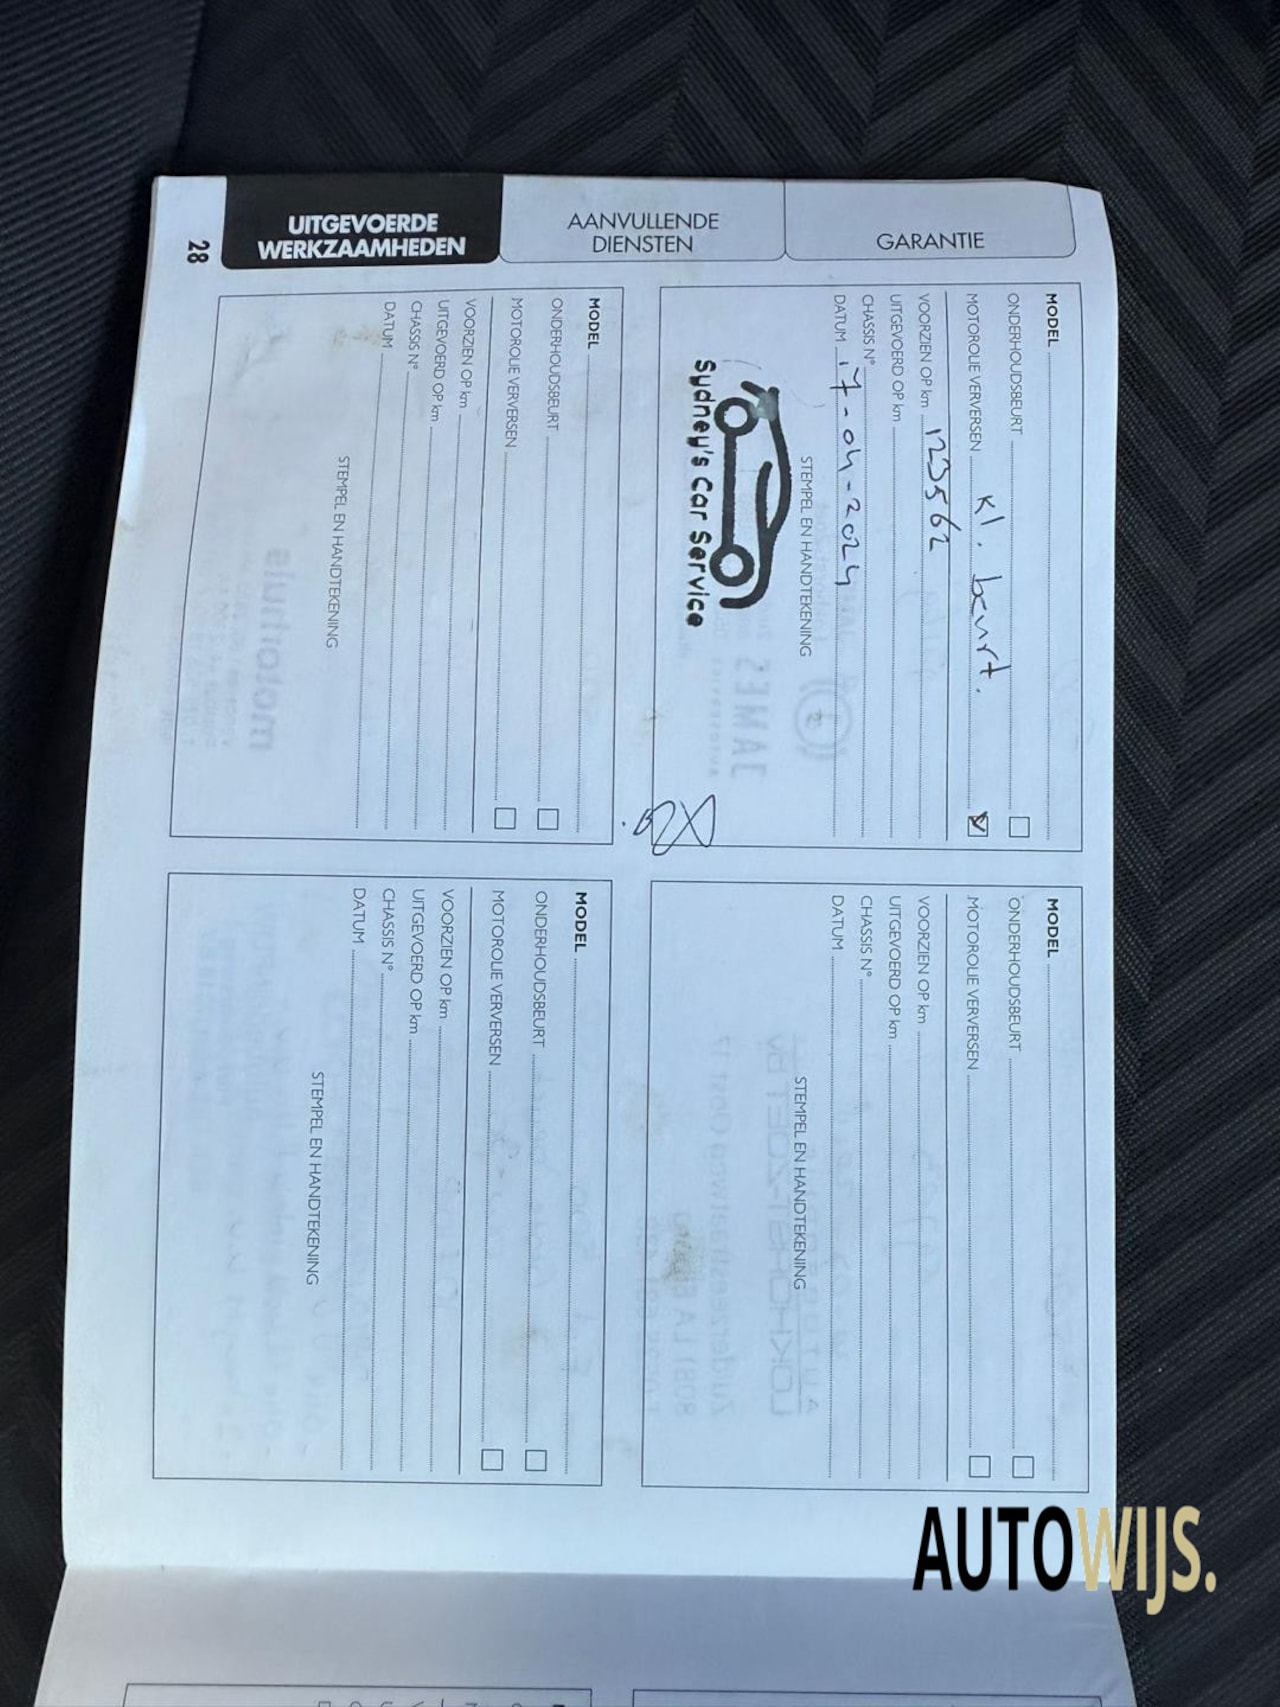 UITGEVOERDE
WERKZAAMHEDEN
AANVULLENDE
DIENSTEN
GARANTIE
28
MODEL
ONDERHOUDSBEURT
MOTOROLIE VERVERSEN kl. beurt.
VOORZIEN OP km 123562
UITGEVOERD OP km
CHASSIS N°
DATUM 17-04-2024
STEMPEL EN HANDTEKENING
Sydney's Car Service
MODEL
ONDERHOUDSBEURT
MOTOROLIE VERVERSEN
VOORZIEN OP km
UITGEVOERD OP km
CHASSIS N°
DATUM
STEMPEL EN HANDTEKENING
MODEL
ONDERHOUDSBEURT
MOTOROLIE VERVERSEN
VOORZIEN OP km
UITGEVOERD OP km
CHASSIS N°
DATUM
STEMPEL EN HANDTEKENING
MODEL
ONDERHOUDSBEURT
MOTOROLIE VERVERSEN
VOORZIEN OP km
UITGEVOERD OP km
CHASSIS N°
DATUM
STEMPEL EN HANDTEKENING
AUTOWIJS.